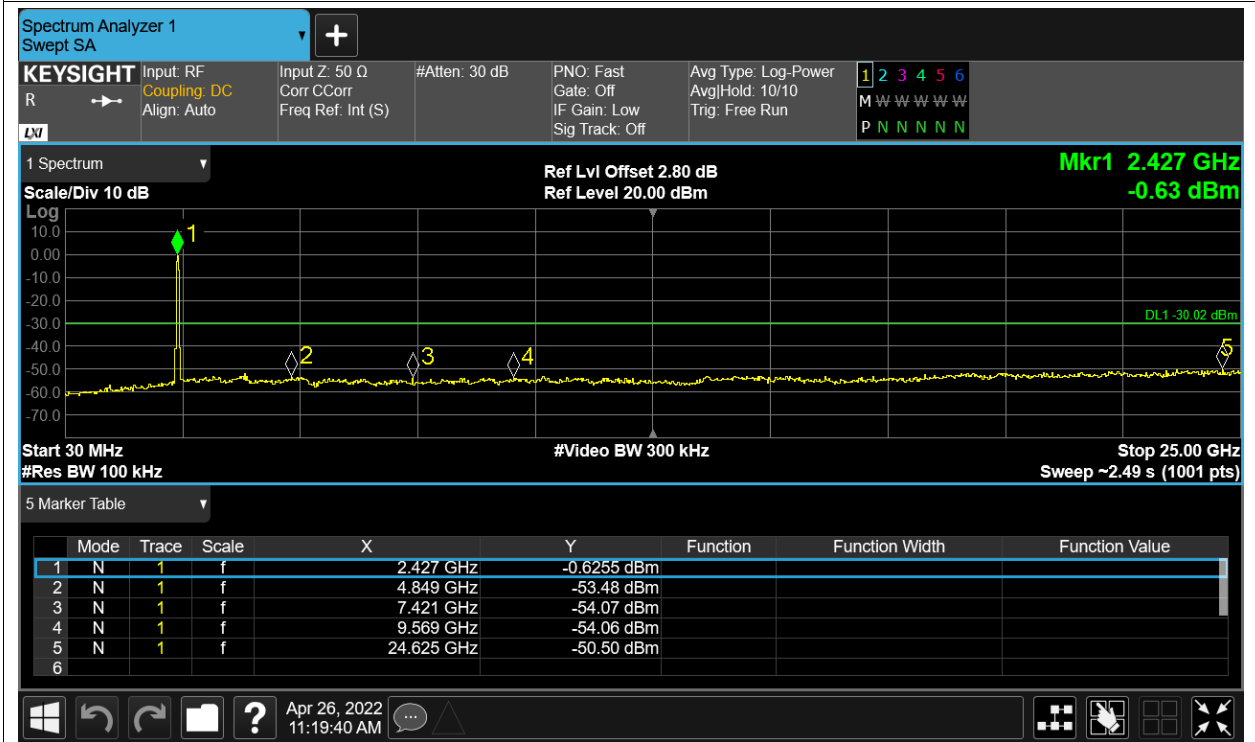 Spectrum Analyzer 1
Swept SA
+
KEYSIGHT Input: RF Input Z: 50 Ω #Atten: 30 dB PNO: Fast Avg Type: Log-Power 1 2 3 4 5 6
R Coupling: DC Corr CCorr Gate: Off Avg|Hold: 10/10 M W W W W W
Align: Auto Freq Ref: Int (S) IF Gain: Low Trig: Free Run
LXI Sig Track: Off P N N N N N
1 Spectrum Ref Lvl Offset 2.80 dB Mkr1 2.427 GHz
Scale/Div 10 dB Ref Level 20.00 dBm -0.63 dBm
Log
10.0 1
0.00
-10.0
-20.0
-30.0 DL1 -30.02 dBm
-40.0 2 3 4 5
-50.0
-60.0
-70.0
Start 30 MHz #Video BW 300 kHz Stop 25.00 GHz
#Res BW 100 kHz Sweep ~2.49 s (1001 pts)
5 Marker Table
Mode Trace Scale X Y Function Function Width Function Value
1 N 1 f 2.427 GHz -0.6255 dBm
2 N 1 f 4.849 GHz -53.48 dBm
3 N 1 f 7.421 GHz -54.07 dBm
4 N 1 f 9.569 GHz -54.06 dBm
5 N 1 f 24.625 GHz -50.50 dBm
6
? Apr 26, 2022
11:19:40 AM